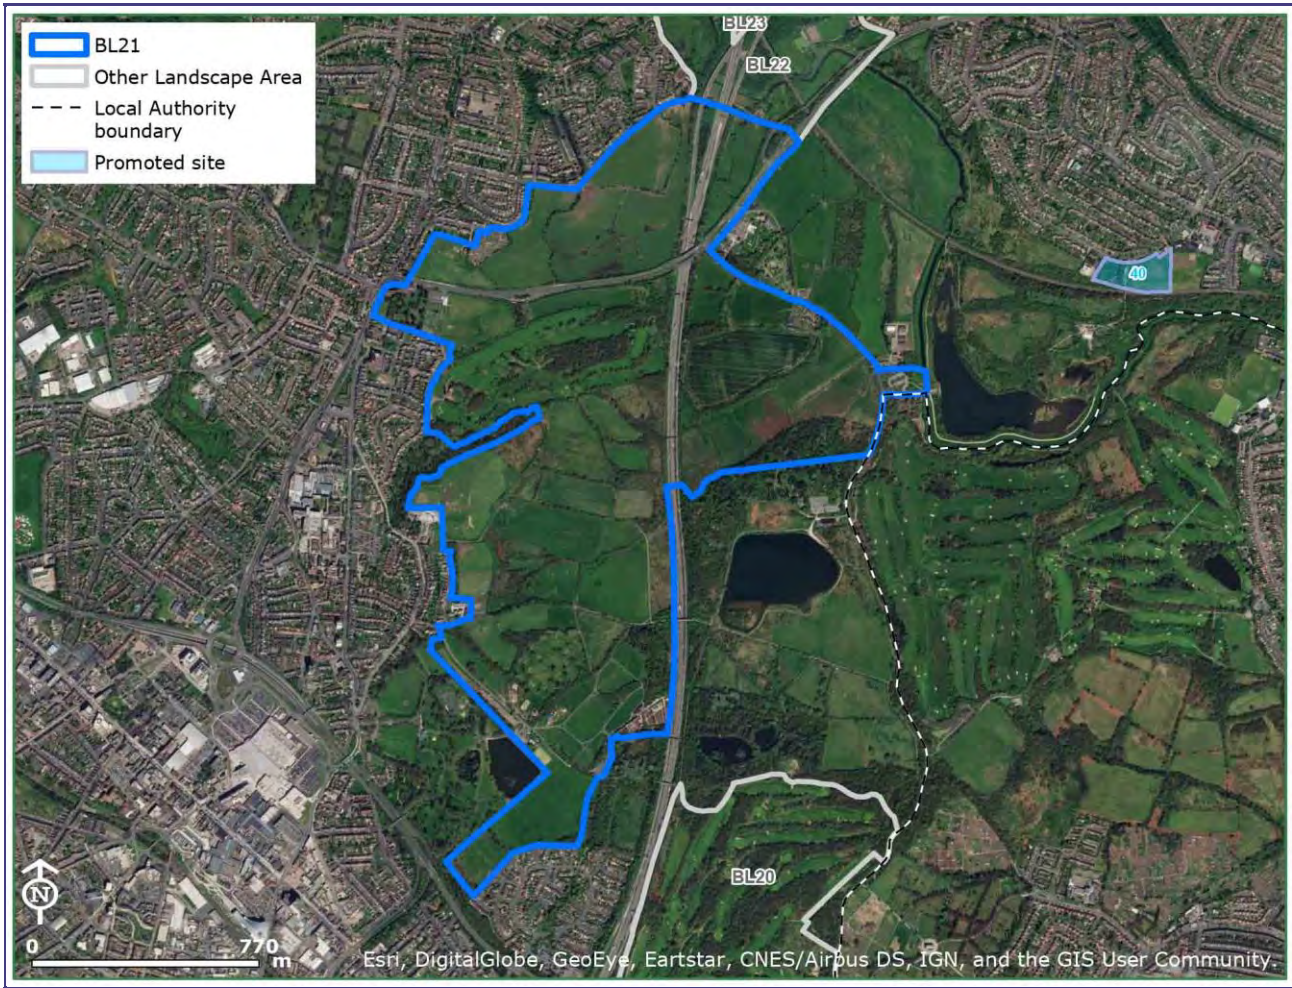 BL21
Other Landscape Area
Local Authority
boundary
Promoted site
BL23
BL22
40
BL20
N
0 770
m
Esri, DigitalGlobe, GeoEye, Eartstar, CNES/Airbus DS, IGN, and the GIS User Community.